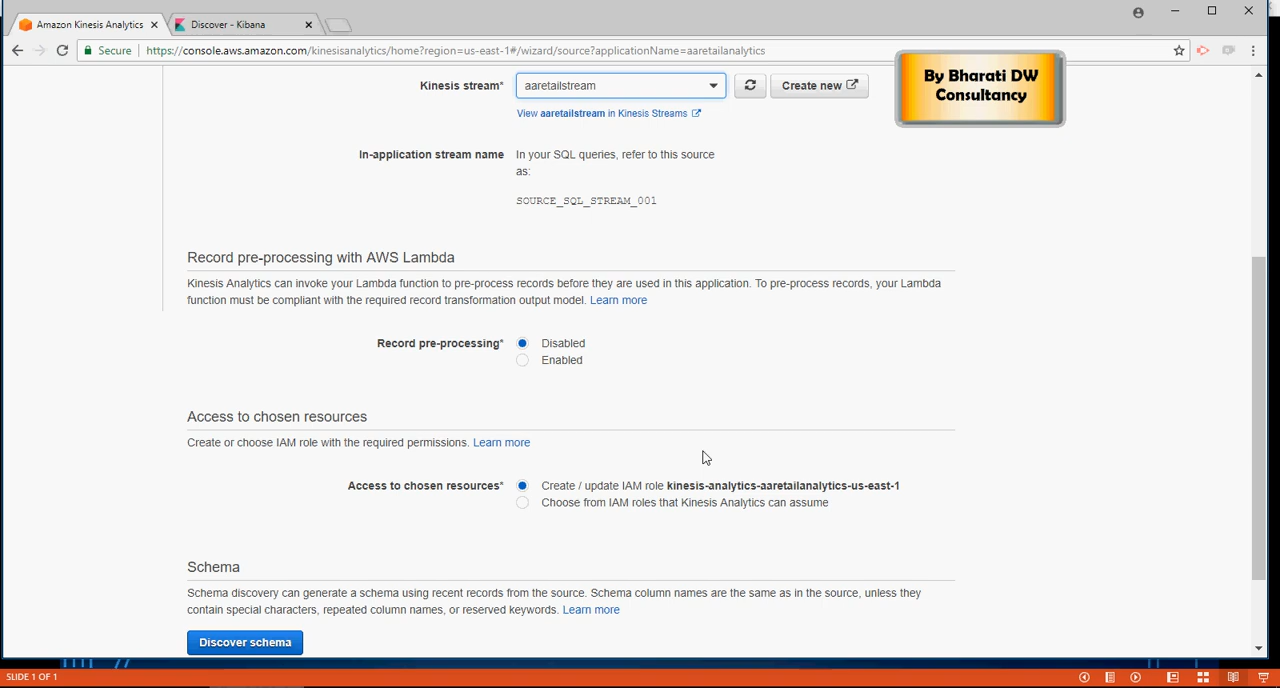 Amazon Kinesis Analytics
Discover - Kibana
Secure
https://console.aws.amazon.com/kinesisanalytics/home?region=us-east-1#/wizard/source?applicationName=aaretailanalytics
By Bharati DW
Consultancy
Kinesis stream* aaretailstream Create new
View aaretailstream in Kinesis Streams
In-application stream name In your SQL queries, refer to this source
as:
SOURCE_SQL_STREAM_001
Record pre-processing with AWS Lambda
Kinesis Analytics can invoke your Lambda function to pre-process records before they are used in this application. To pre-process records, your Lambda
function must be compliant with the required record transformation output model. Learn more
Record pre-processing* Disabled
Enabled
Access to chosen resources
Create or choose IAM role with the required permissions. Learn more
Access to chosen resources* Create / update IAM role kinesis-analytics-aaretailanalytics-us-east-1
Choose from IAM roles that Kinesis Analytics can assume
Schema
Schema discovery can generate a schema using recent records from the source. Schema column names are the same as in the source, unless they
contain special characters, repeated column names, or reserved keywords. Learn more
Discover schema
SLIDE 1 OF 1